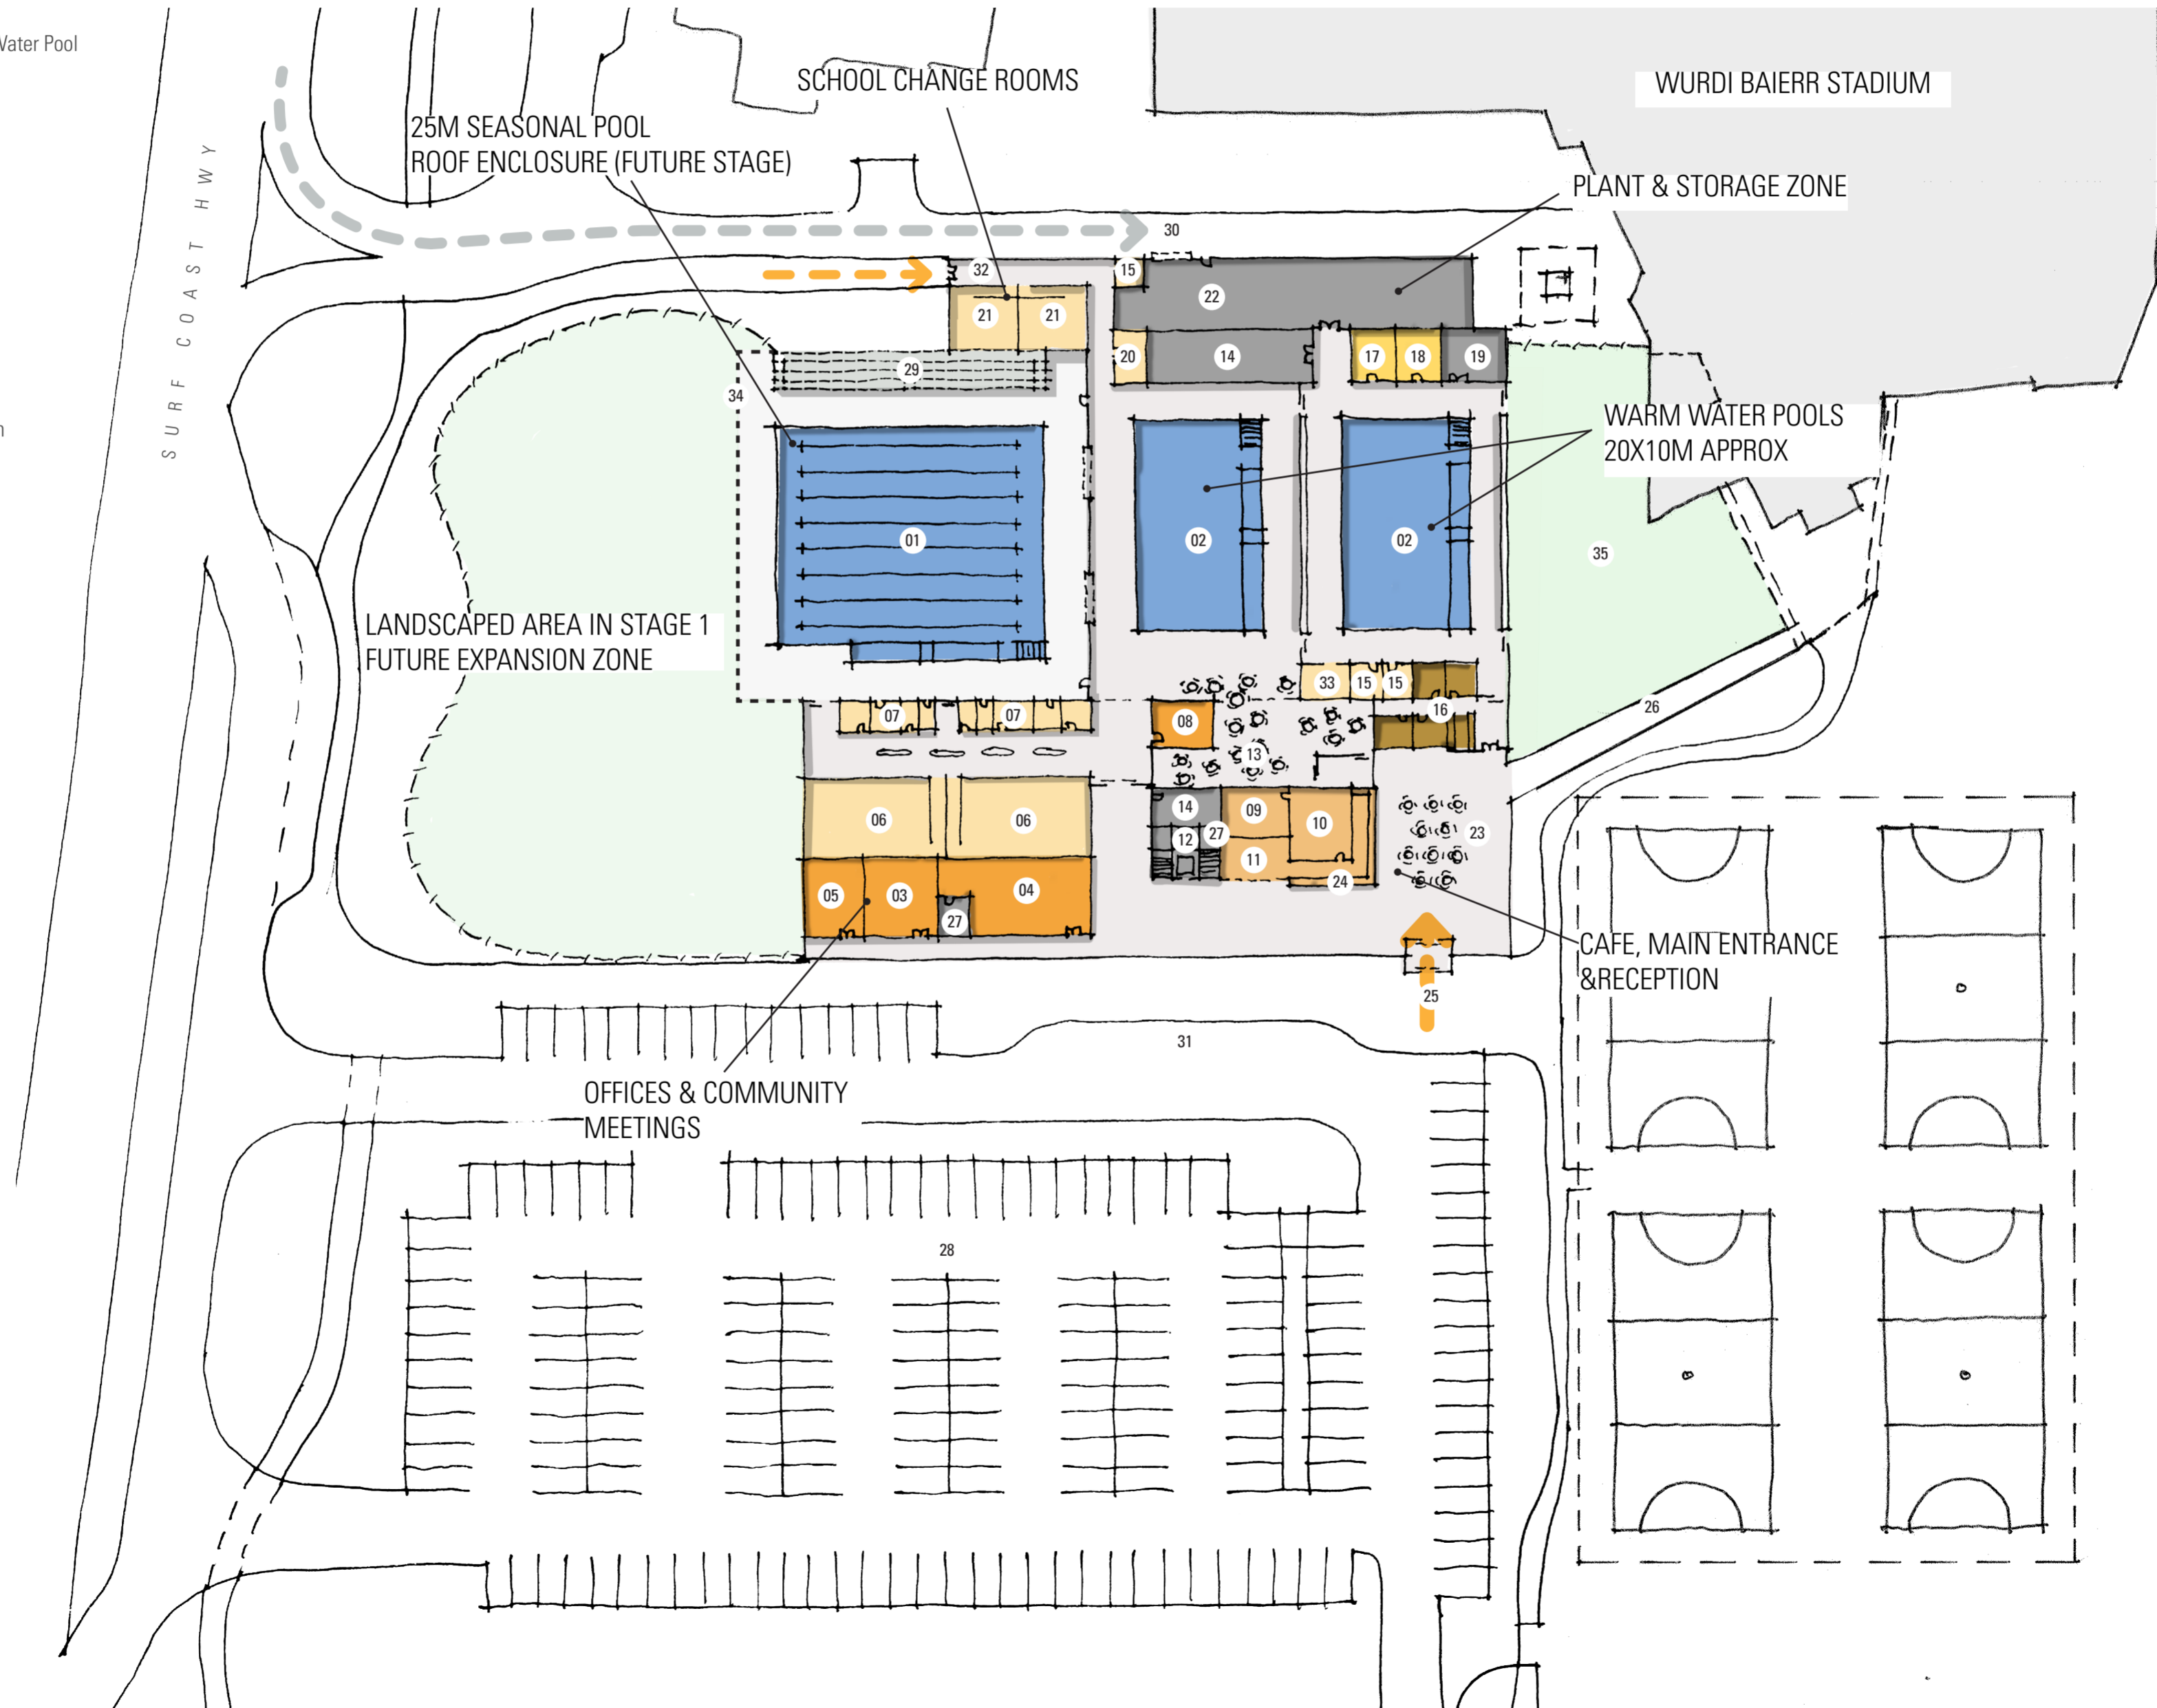 Water Pool
SCHOOL CHANGE ROOMS
WURDI BAIERR STADIUM
25M SEASONAL POOL
ROOF ENCLOSURE (FUTURE STAGE)
PLANT & STORAGE ZONE
SURF COAST HWY
30
32
15
22
21
21
20
14
17
18
19
29
34
WARM WATER POOLS
20X10M APPROX
01
02
02
35
LANDSCAPED AREA IN STAGE 1
FUTURE EXPANSION ZONE
33
15
15
16
26
07
07
08
13
14
09
10
12
27
11
24
23
06
06
05
03
04
27
CAFE, MAIN ENTRANCE
&RECEPTION
25
31
OFFICES & COMMUNITY
MEETINGS
28